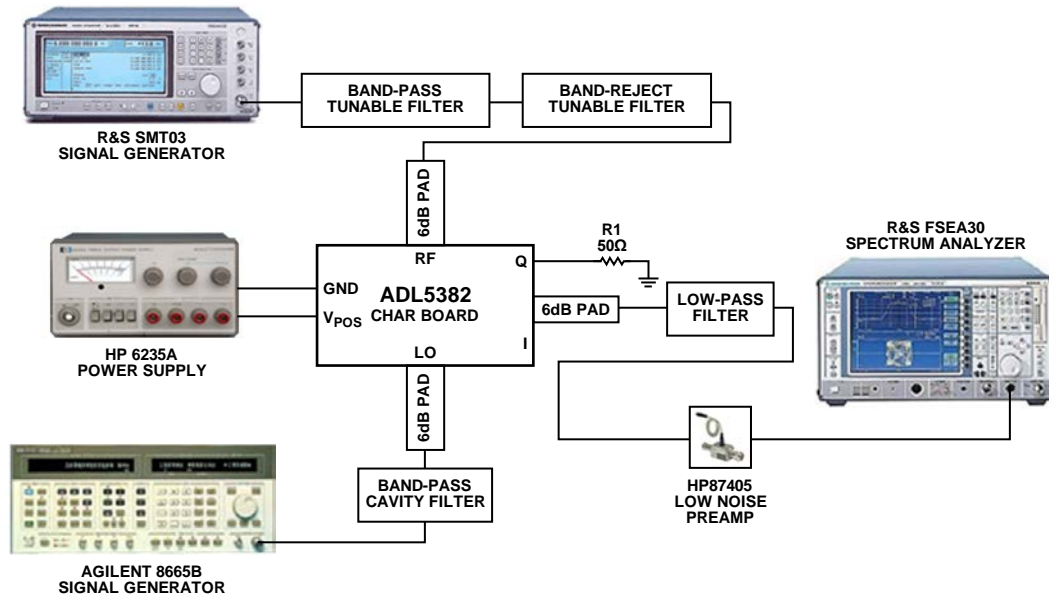 BAND-PASS
TUNABLE FILTER
BAND-REJECT
TUNABLE FILTER
R&S SMT03
SIGNAL GENERATOR
6dB PAD
R1
50Ω
R&S FSEA30
SPECTRUM ANALYZER
RF
Q
GND
ADL5382
CHAR BOARD
VPOS
LO
I
6dB PAD
LOW-PASS
FILTER
HP 6235A
POWER SUPPLY
6dB PAD
BAND-PASS
CAVITY FILTER
HP87405
LOW NOISE
PREAMP
AGILENT 8665B
SIGNAL GENERATOR